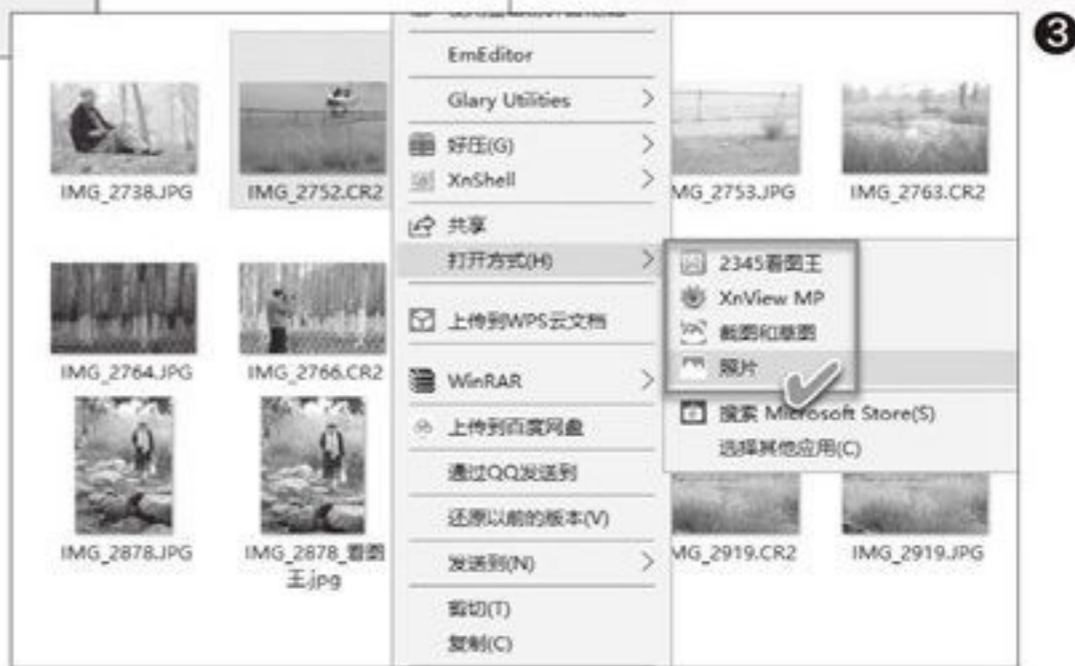 ❸
EmEditor
Glary Utilities
好压(G)
XnShell
共享
打开方式(H)
上传到WPS云文档
WinRAR
上传到百度网盘
通过QQ发送到
还原以前的版本(V)
发送到(N)
剪切(T)
复制(C)
2345看图王
XnView MP
截图和草图
照片
搜索 Microsoft Store(S)
选择其他应用(C)
IMG_2738.JPG
IMG_2752.CR2
MG_2753.JPG
IMG_2763.CR2
IMG_2764.JPG
IMG_2766.CR2
IMG_2878.JPG
IMG_2878_看图
王.jpg
MG_2919.CR2
IMG_2919.JPG